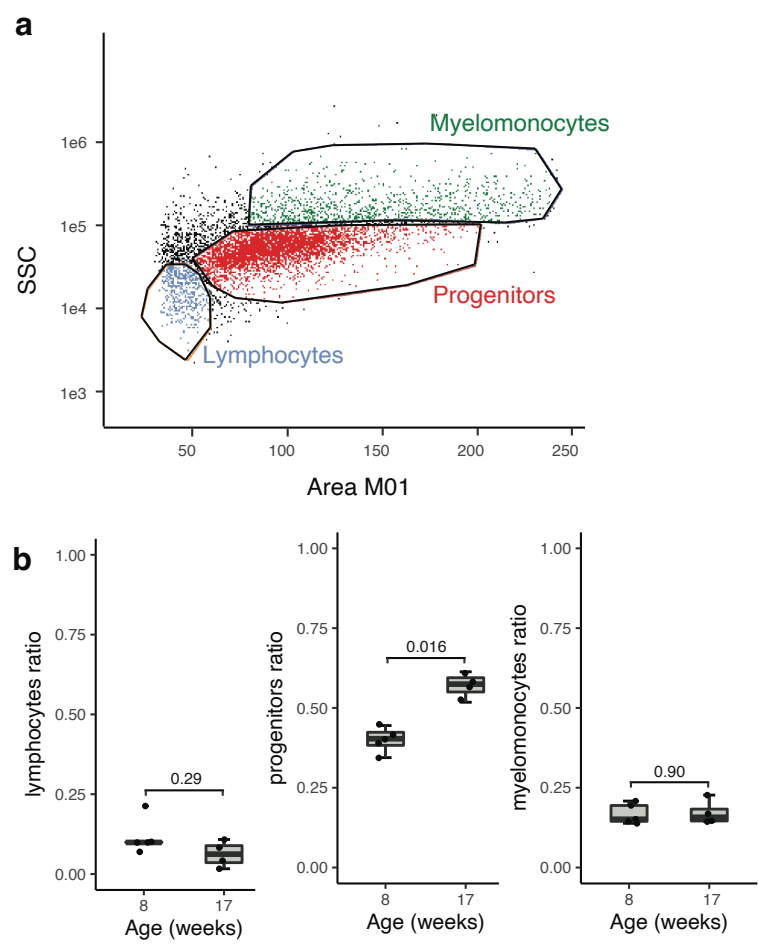 a
Myelomonocytes
Progenitors
Lymphocytes
SSC
1e6
1e5
1e4
1e3
50 100 150 200 250
Area M01
b
lymphocytes ratio
1.00
0.75
0.50
0.25
0.00
0.29
8 17
Age (weeks)
progenitors ratio
1.00
0.75
0.50
0.25
0.00
0.016
8 17
Age (weeks)
myelomonocytes ratio
1.00
0.75
0.50
0.25
0.00
0.90
8 17
Age (weeks)